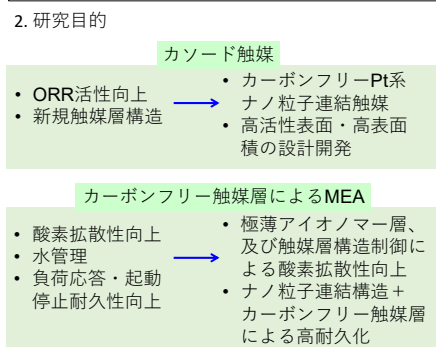 2. 研究目的
カソード触媒
• ORR活性向上
• 新規触媒層構造
• カーボンフリーPt系
ナノ粒子連結触媒
• 高活性表面・高表面
積の設計開発
カーボンフリー触媒層によるMEA
• 酸素拡散性向上
• 水管理
• 負荷応答・起動
停止耐久性向上
• 極薄アイオノマー層、
及び触媒層構造制御に
よる酸素拡散性向上
• ナノ粒子連結構造＋
カーボンフリー触媒層
による高耐久化